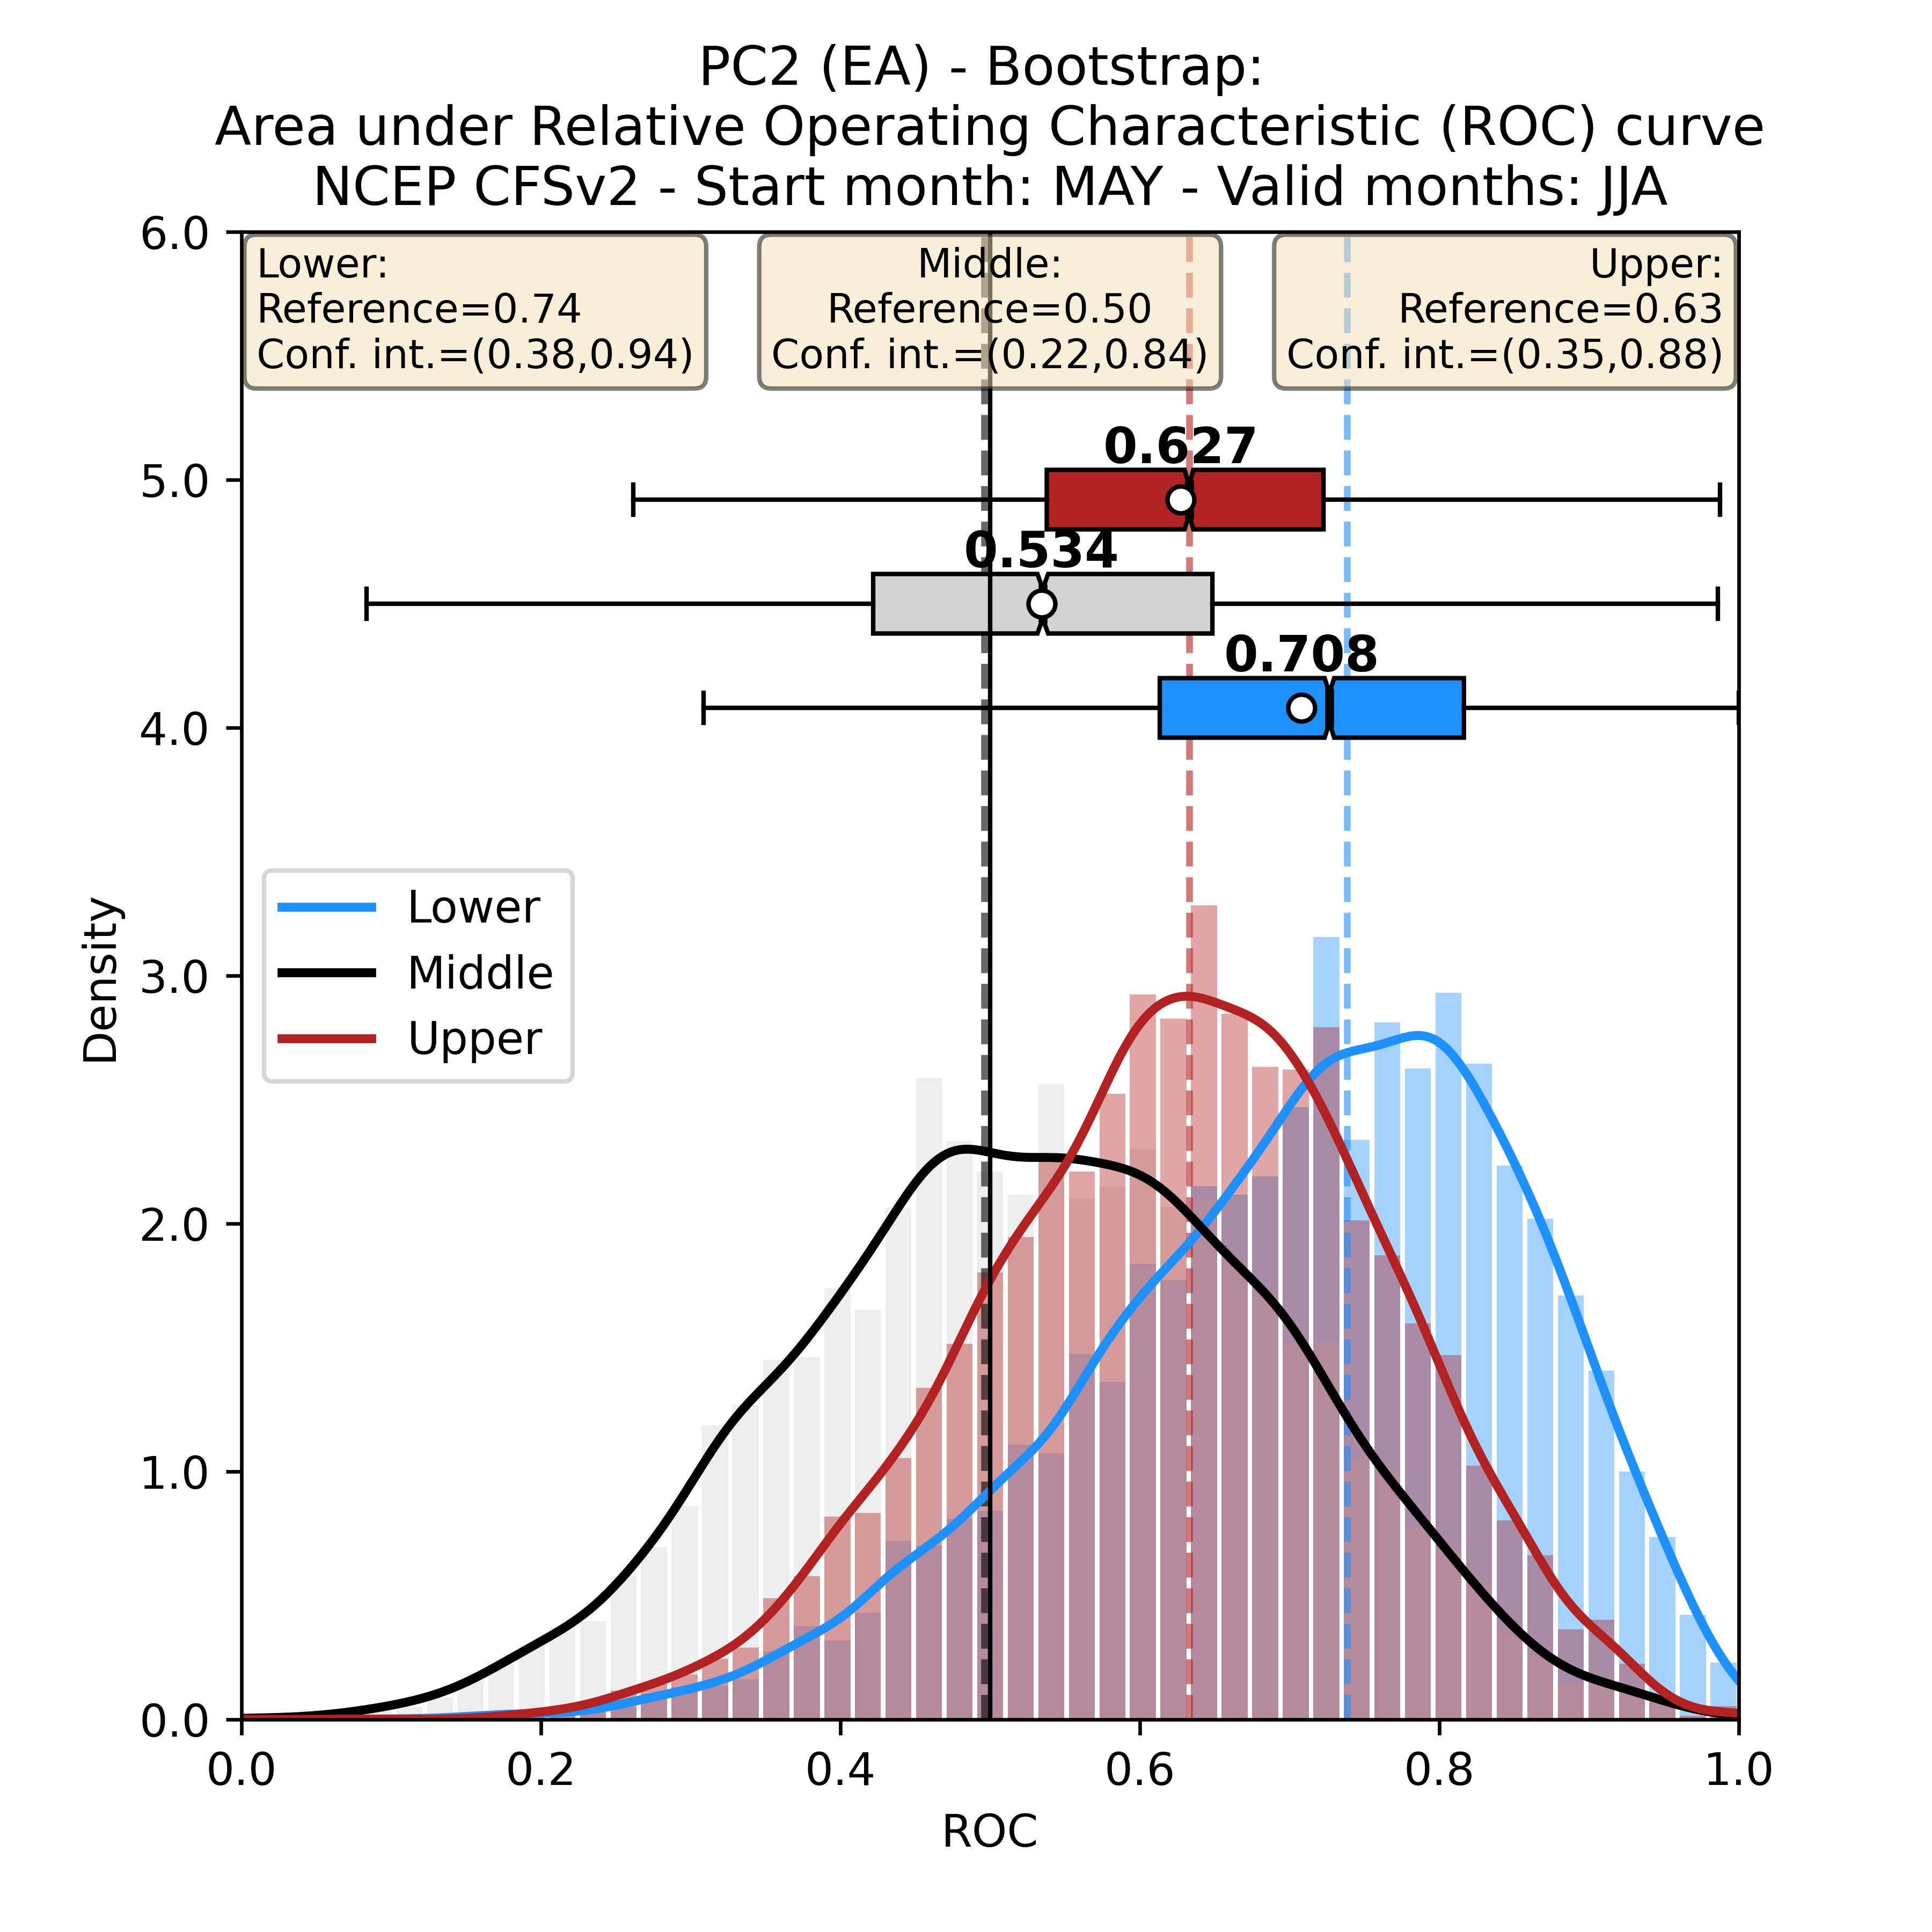 PC2 (EA) - Bootstrap:
Area under Relative Operating Characteristic (ROC) curve
NCEP CFSv2 - Start month: MAY - Valid months: JJA
Lower:
Reference=0.74
Conf. int.=(0.38,0.94)
Middle:
Reference=0.50
Conf. int.=(0.22,0.84)
Upper:
Reference=0.63
Conf. int.=(0.35,0.88)
0.627
0.534
0.708
Lower
Middle
Upper
Density
6.0
5.0
4.0
3.0
2.0
1.0
0.0
0.0 0.2 0.4 0.6 0.8 1.0
ROC